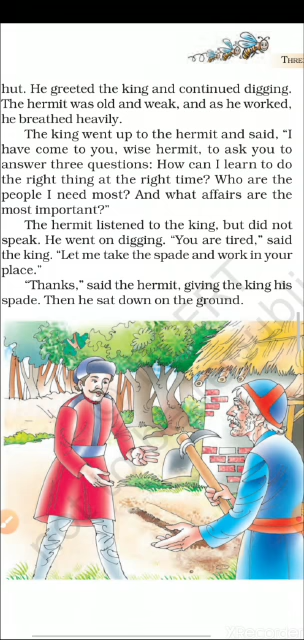 THRE
hut. He greeted the king and continued digging.
The hermit was old and weak, and as he worked,
he breathed heavily.
The king went up to the hermit and said, “I
have come to you, wise hermit, to ask you to
answer three questions: How can I learn to do
the right thing at the right time? Who are the
people I need most? And what affairs are the
most important?”
The hermit listened to the king, but did not
speak. He went on digging. “You are tired,” said
the king. “Let me take the spade and work in your
place.”
“Thanks,” said the hermit, giving the king his
spade. Then he sat down on the ground.